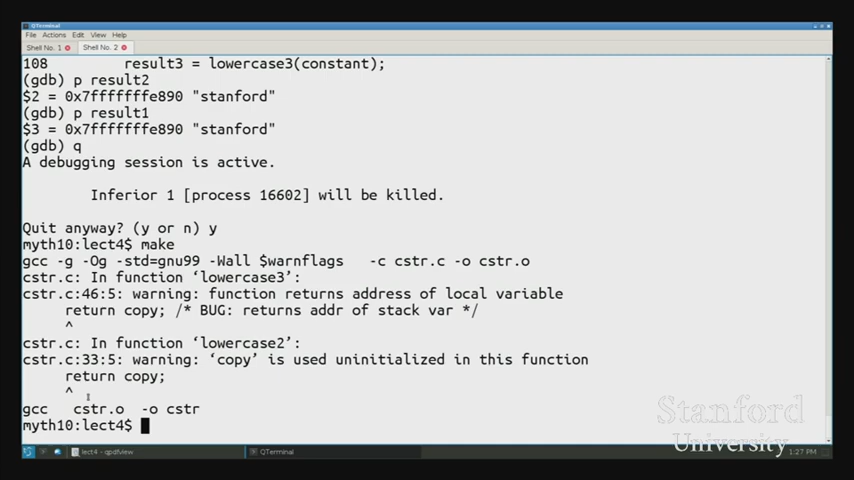 QTerminal
File Actions Edit View Help
Shell No. 1 Shell No. 2
108 result3 = lowercase3(constant);
(gdb) p result2
$2 = 0x7fffffffe890 "stanford"
(gdb) p result1
$3 = 0x7fffffffe890 "stanford"
(gdb) q
A debugging session is active.
Inferior 1 [process 16602] will be killed.
Quit anyway? (y or n) y
myth10:lect4$ make
gcc -g -Og -std=gnu99 -Wall $warnflags -c cstr.c -o cstr.o
cstr.c: In function ‘lowercase3’:
cstr.c:46:5: warning: function returns address of local variable
return copy; /* BUG: returns addr of stack var */
^
cstr.c: In function ‘lowercase2’:
cstr.c:33:5: warning: ‘copy’ is used uninitialized in this function
return copy;
^
gcc cstr.o -o cstr
myth10:lect4$
Stanford
University
lect4 - qpdfview QTerminal 1:27 PM